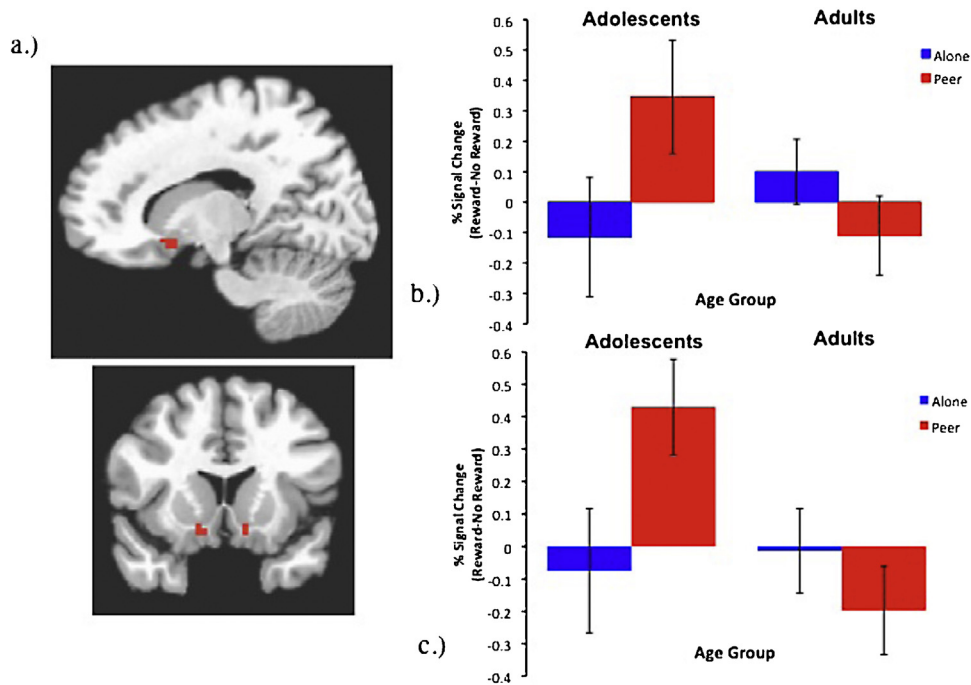 a.)
Adolescents
Adults
0.6
0.5
0.4
0.3
0.2
0.1
0
-0.1
-0.2
-0.3
-0.4
% Signal Change
(Reward-No Reward)
Alone
Peer
Age Group
b.)
Adolescents
Adults
0.6
0.5
0.4
0.3
0.2
0.1
0
-0.1
-0.2
-0.3
-0.4
% Signal Change
(Reward-No Reward)
Alone
Peer
Age Group
c.)